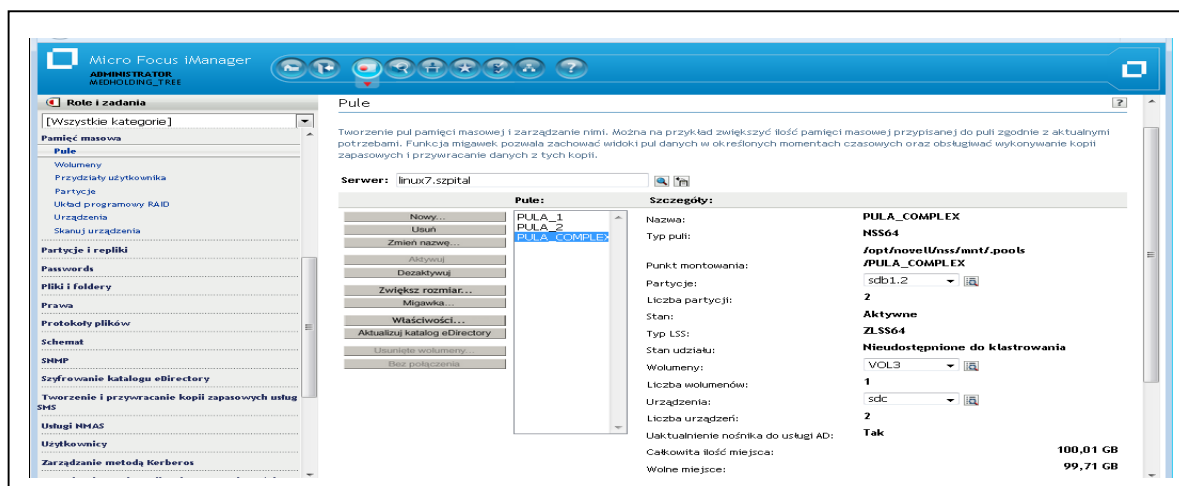 Micro Focus iManager
ADMINISTRATOR
MEDHOLDING_TREE
Role i zadania
[Wszystkie kategorie]
Pamięć masowa
Pule
Wolumeny
Przydziały użytkownika
Partycje
Układ programowy RAID
Urządzenia
Skanuj urządzenia
Partycje i repliki
Passwords
Pliki i foldery
Prawa
Protokoły plików
Schemat
SNMP
Szyfrowanie katalogu eDirectory
Tworzenie i przywracanie kopii zapasowych usług
SMS
Usługi NMAS
Użytkownicy
Zarządzanie metodą Kerberos
Pule
?
Tworzenie pul pamięci masowej i zarządzanie nimi. Można na przykład zwiększyć ilość pamięci masowej przypisanej do puli zgodnie z aktualnymi
potrzebami. Funkcja migawek pozwala zachować widoki pul danych w określonych momentach czasowych oraz obsługiwać wykonywanie kopii
zapasowych i przywracanie danych z tych kopii.
Serwer: linux7.szpital
Pule:
Szczegóły:
Nowy...
Usuń
Zmień nazwę...
Aktywuj
Dezaktywuj
Zwiększ rozmiar...
Migawka...
Właściwości...
Aktualizuj katalog eDirectory
Usunięte wolumeny...
Bez połączenia
PULA_1
PULA_2
PULA_COMPLEX
Nazwa: PULA_COMPLEX
Typ puli: NSS64
Punkt montowania: /opt/novell/nss/mnt/.pools
/PULA_COMPLEX
Partycje: sdb1.2
Liczba partycji: 2
Stan: Aktywne
Typ LSS: ZLSS64
Stan udziału: Nieudostępnione do klastrowania
Wolumeny: VOL3
Liczba wolumenów: 1
Urządzenia: sdc
Liczba urządzeń: 2
Uaktualnienie nośnika do usługi AD: Tak
Całkowita ilość miejsca: 100,01 GB
Wolne miejsce: 99,71 GB